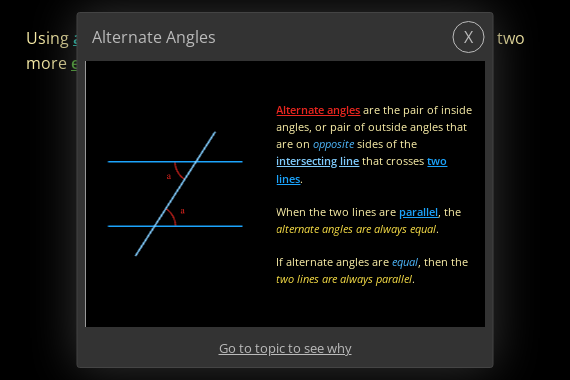 Using
two
more
Alternate Angles
X
Alternate angles are the pair of inside
angles, or pair of outside angles that
are on opposite sides of the
intersecting line that crosses two
lines.
When the two lines are parallel, the
alternate angles are always equal.
If alternate angles are equal, then the
two lines are always parallel.
a
a
Go to topic to see why